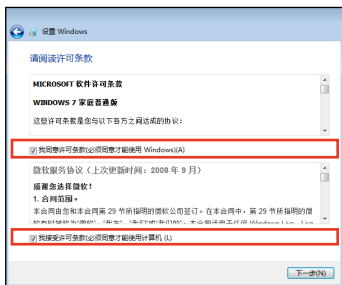 设置 Windows
请阅读许可条款
MICROSOFT 软件许可条款
WINDOWS 7 家庭普通版
这些许可条款是您与以下各方之间达成的协议:
我同意许可条款(必须同意才能使用 Windows)(A)
微软服务协议(上次更新时间: 2008 年 9 月)
感谢您选择微软!
1. 合同范围。
本合同由您和本合同第 29 节所指明的微软公司签订。在本合同中, 第 29 节所指明的微
我接受许可条款(必须同意才能使用计算机 (L)
下一步(N)